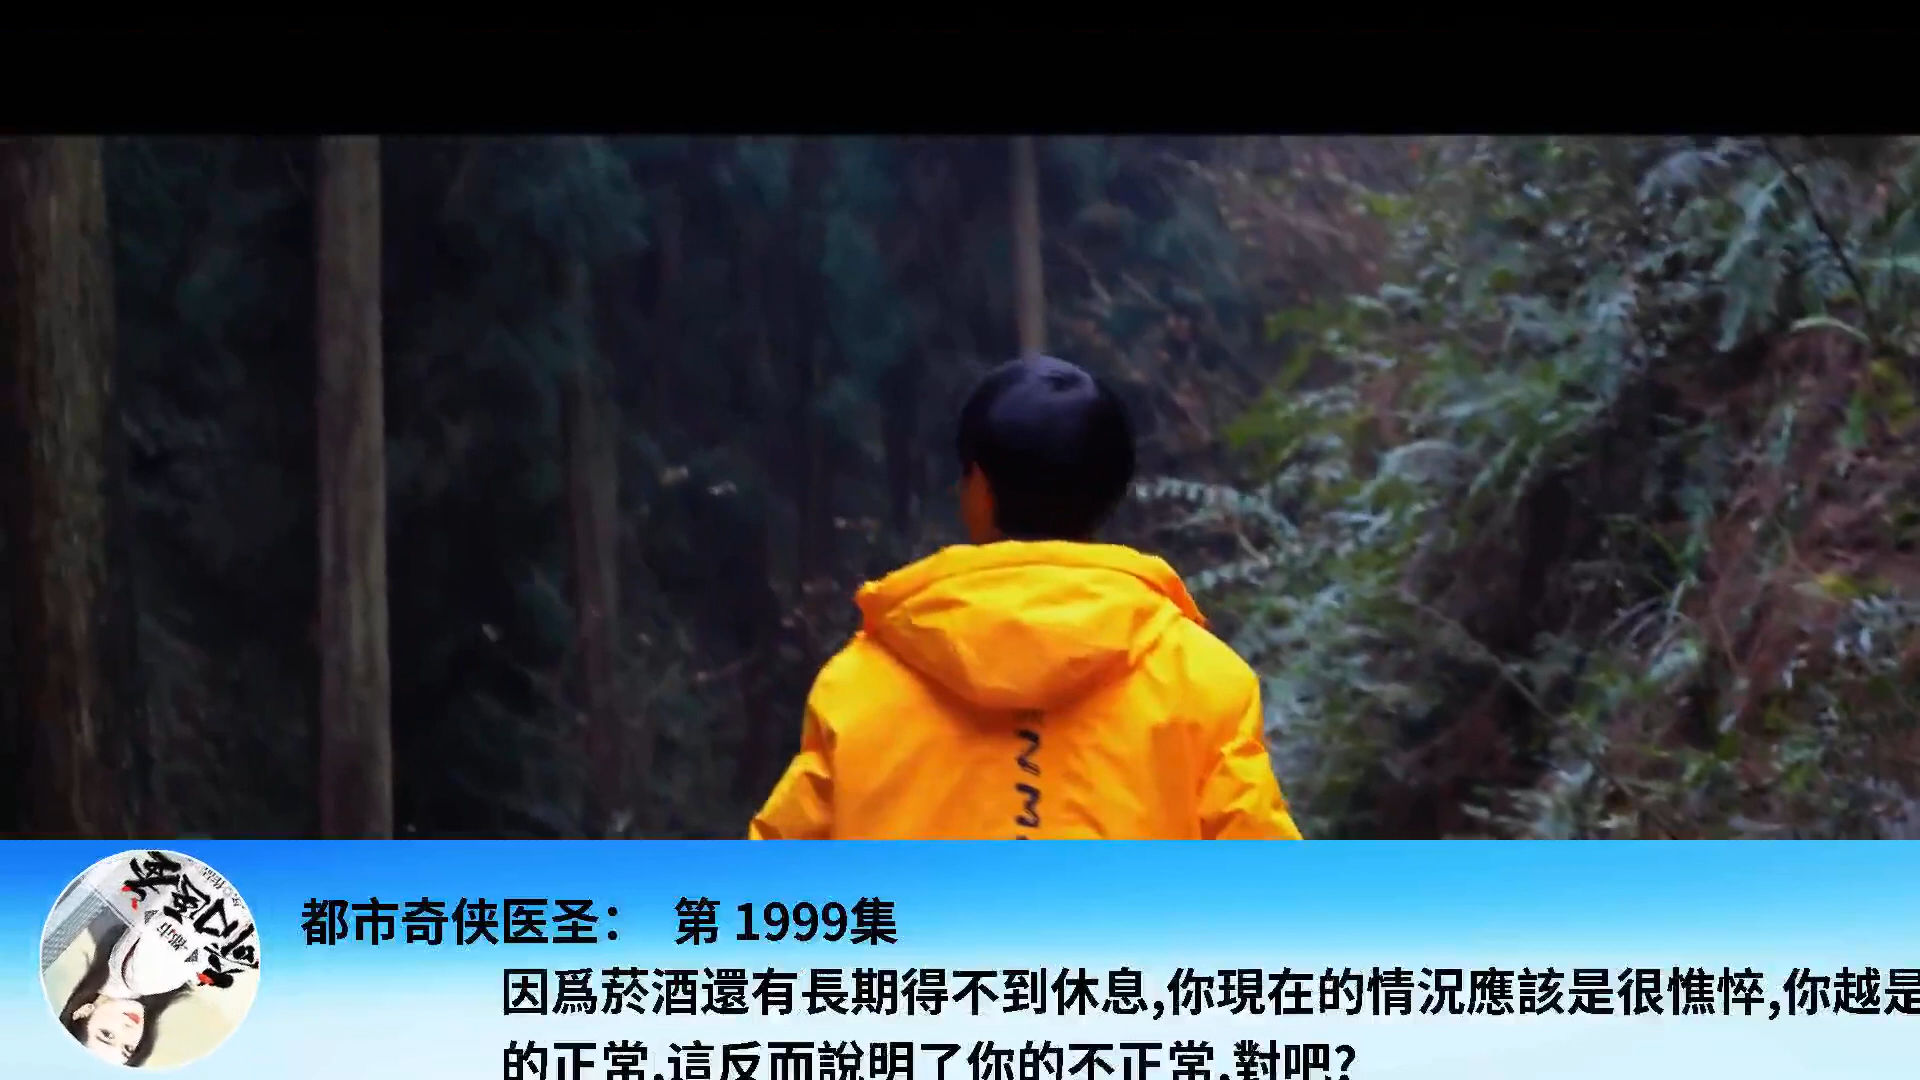 都市奇侠医圣： 第 1999集
因爲菸酒還有長期得不到休息,你現在的情況應該是很憔悴,你越是
的正常,這反而說明了你的不正常,對吧?